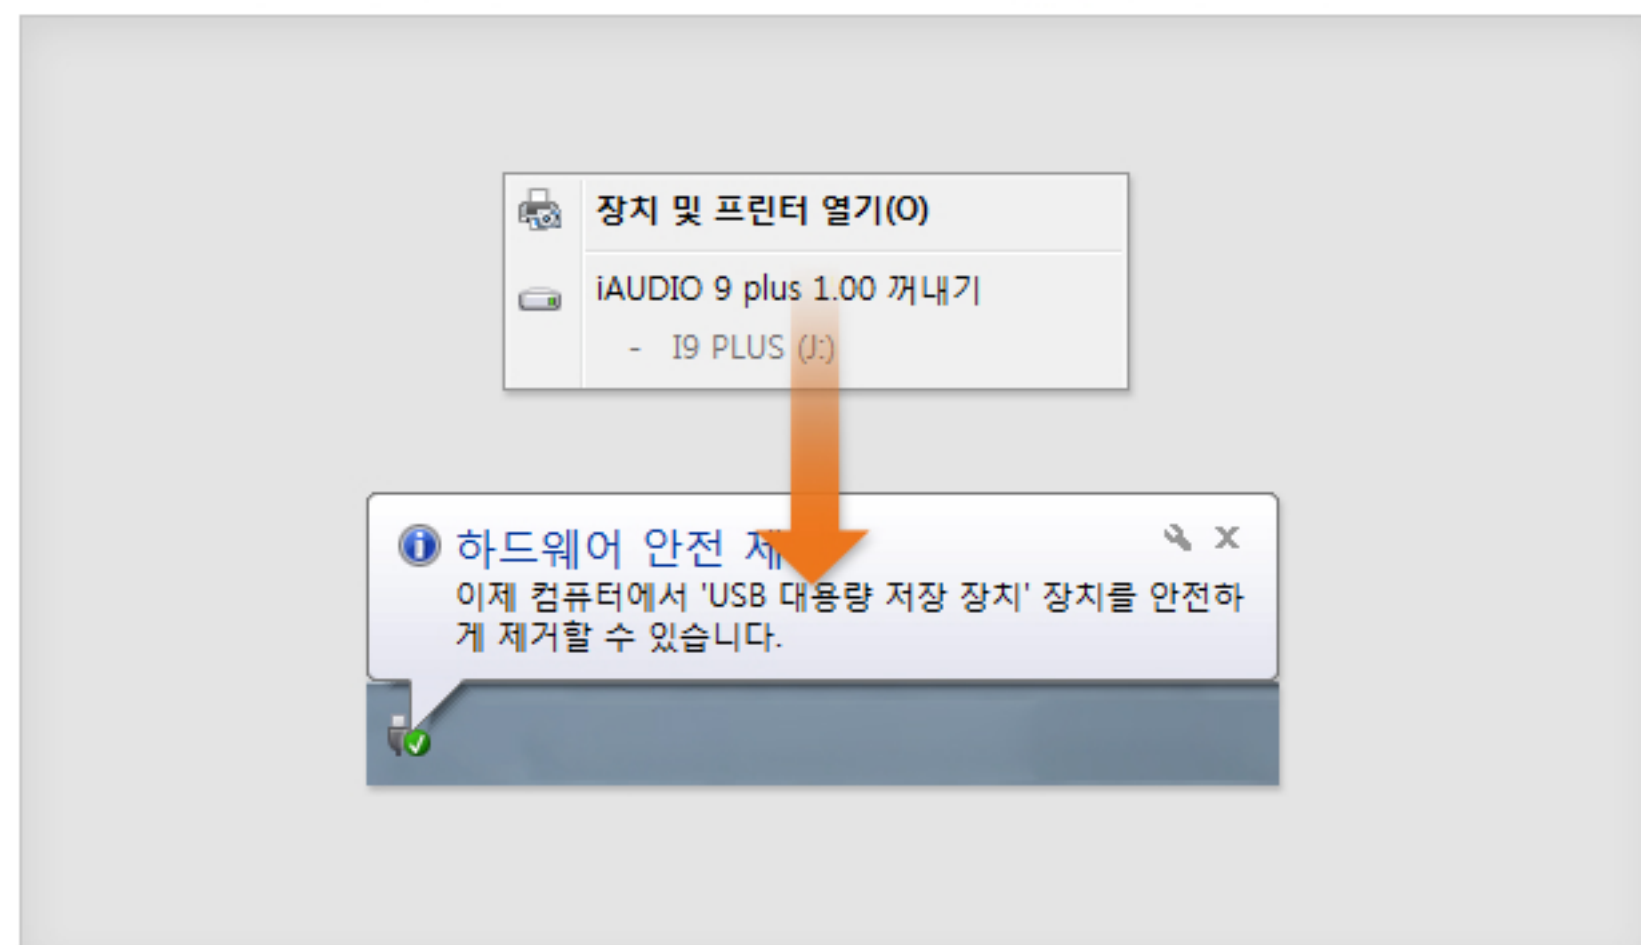 장치 및 프린터 열기(O)
iAUDIO 9 plus 1.00 꺼내기
- I9 PLUS (J:)
하드웨어 안전
이제 컴퓨터에서 'USB 대용량 저장 장치' 장치를 안전하
게 제거할 수 있습니다.